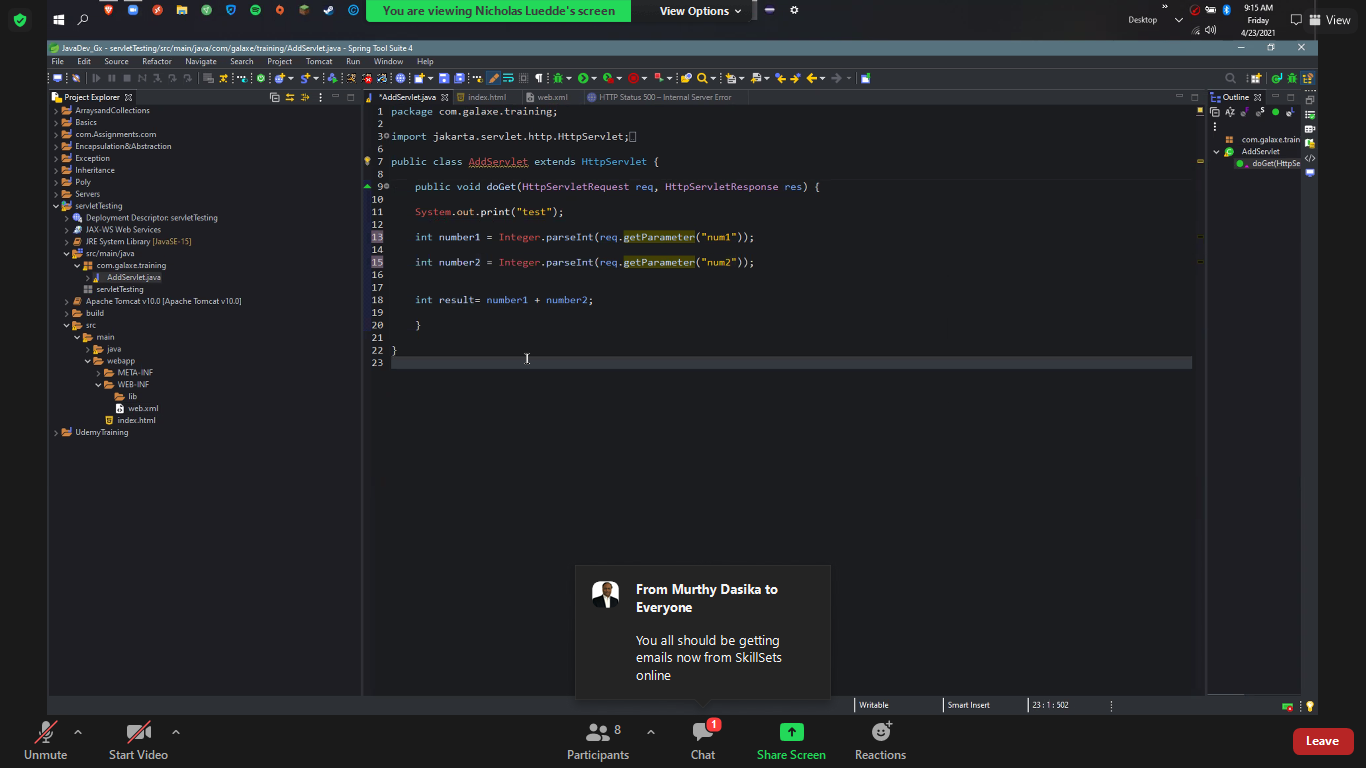 You are viewing Nicholas Luedde's screen
View Options
Desktop
9:15 AM
Friday
4/23/2021
View
JavaDev_Gx - servletTesting/src/main/java/com/galaxe/training/AddServlet.java - Spring Tool Suite 4
File Edit Source Refactor Navigate Search Project Tomcat Run Window Help
Project Explorer
*AddServlet.java
index.html
web.xml
HTTP Status 500 – Internal Server Error
Outline
ArraysandCollections
Basics
com.Assignments.com
Encapsulation&Abstraction
Exception
Inheritance
Poly
Servers
servletTesting
Deployment Descriptor: servletTesting
JAX-WS Web Services
JRE System Library [JavaSE-15]
src/main/java
com.galaxe.training
AddServlet.java
servletTesting
Apache Tomcat v10.0 [Apache Tomcat v10.0]
build
src
main
java
webapp
META-INF
WEB-INF
lib
web.xml
index.html
UdemyTraining
1 package com.galaxe.training;
2
3 import jakarta.servlet.http.HttpServlet;
6
7 public class AddServlet extends HttpServlet {
8
9 public void doGet(HttpServletRequest req, HttpServletResponse res) {
10
11 System.out.print("test");
12
13 int number1 = Integer.parseInt(req.getParameter("num1"));
14
15 int number2 = Integer.parseInt(req.getParameter("num2"));
16
17
18 int result= number1 + number2;
19
20 }
21
22 }
23
com.galaxe.train
AddServlet
doGet(HttpSe
From Murthy Dasika to
Everyone
You all should be getting
emails now from SkillSets
online
Writable
Smart Insert
23 : 1 : 502
Unmute
Start Video
8
Participants
1
Chat
Share Screen
Reactions
Leave